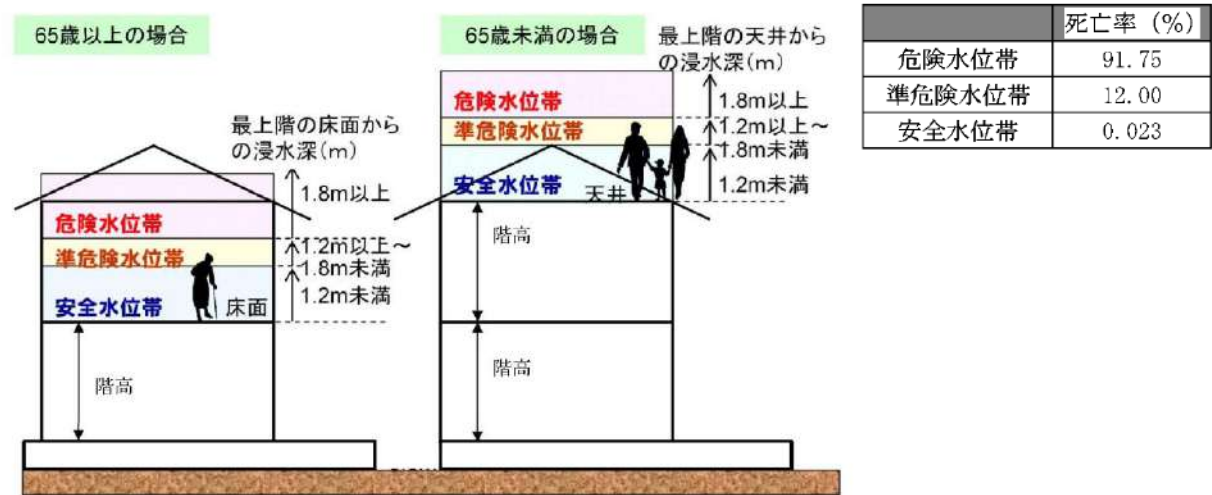 65歳以上の場合
最上階の床面から
の浸水深(m)
1.8m以上
危険水位帯
準危険水位帯
1.2m以上～
1.8m未満
安全水位帯
床面
1.2m未満
階高
65歳未満の場合
最上階の天井から
の浸水深(m)
危険水位帯
1.8m以上
準危険水位帯
1.2m以上～
1.8m未満
安全水位帯
天井
1.2m未満
階高
階高
死亡率（%）
危険水位帯 91.75
準危険水位帯 12.00
安全水位帯 0.023